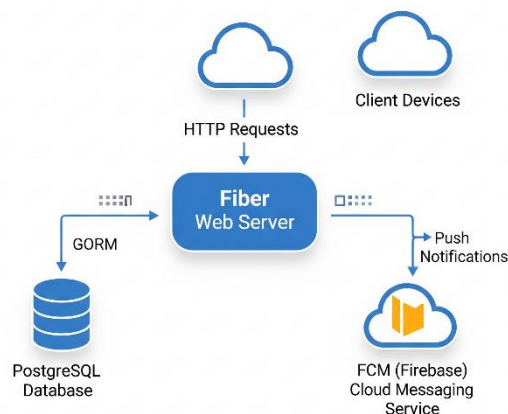 Client Devices
HTTP Requests
Fiber
Web Server
GORM
Push
Notifications
PostgreSQL
Database
FCM (Firebase)
Cloud Messaging
Service